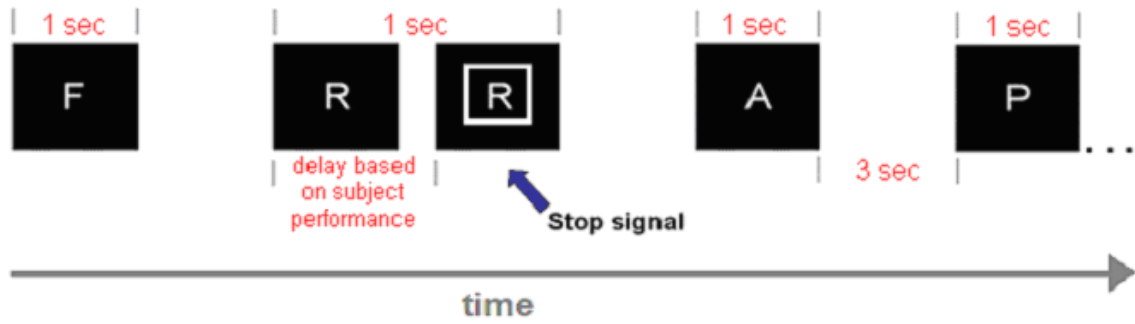 1 sec
1 sec
1 sec
1 sec
F
R
R
A
P
...
delay based
on subject
performance
3 sec
Stop signal
time